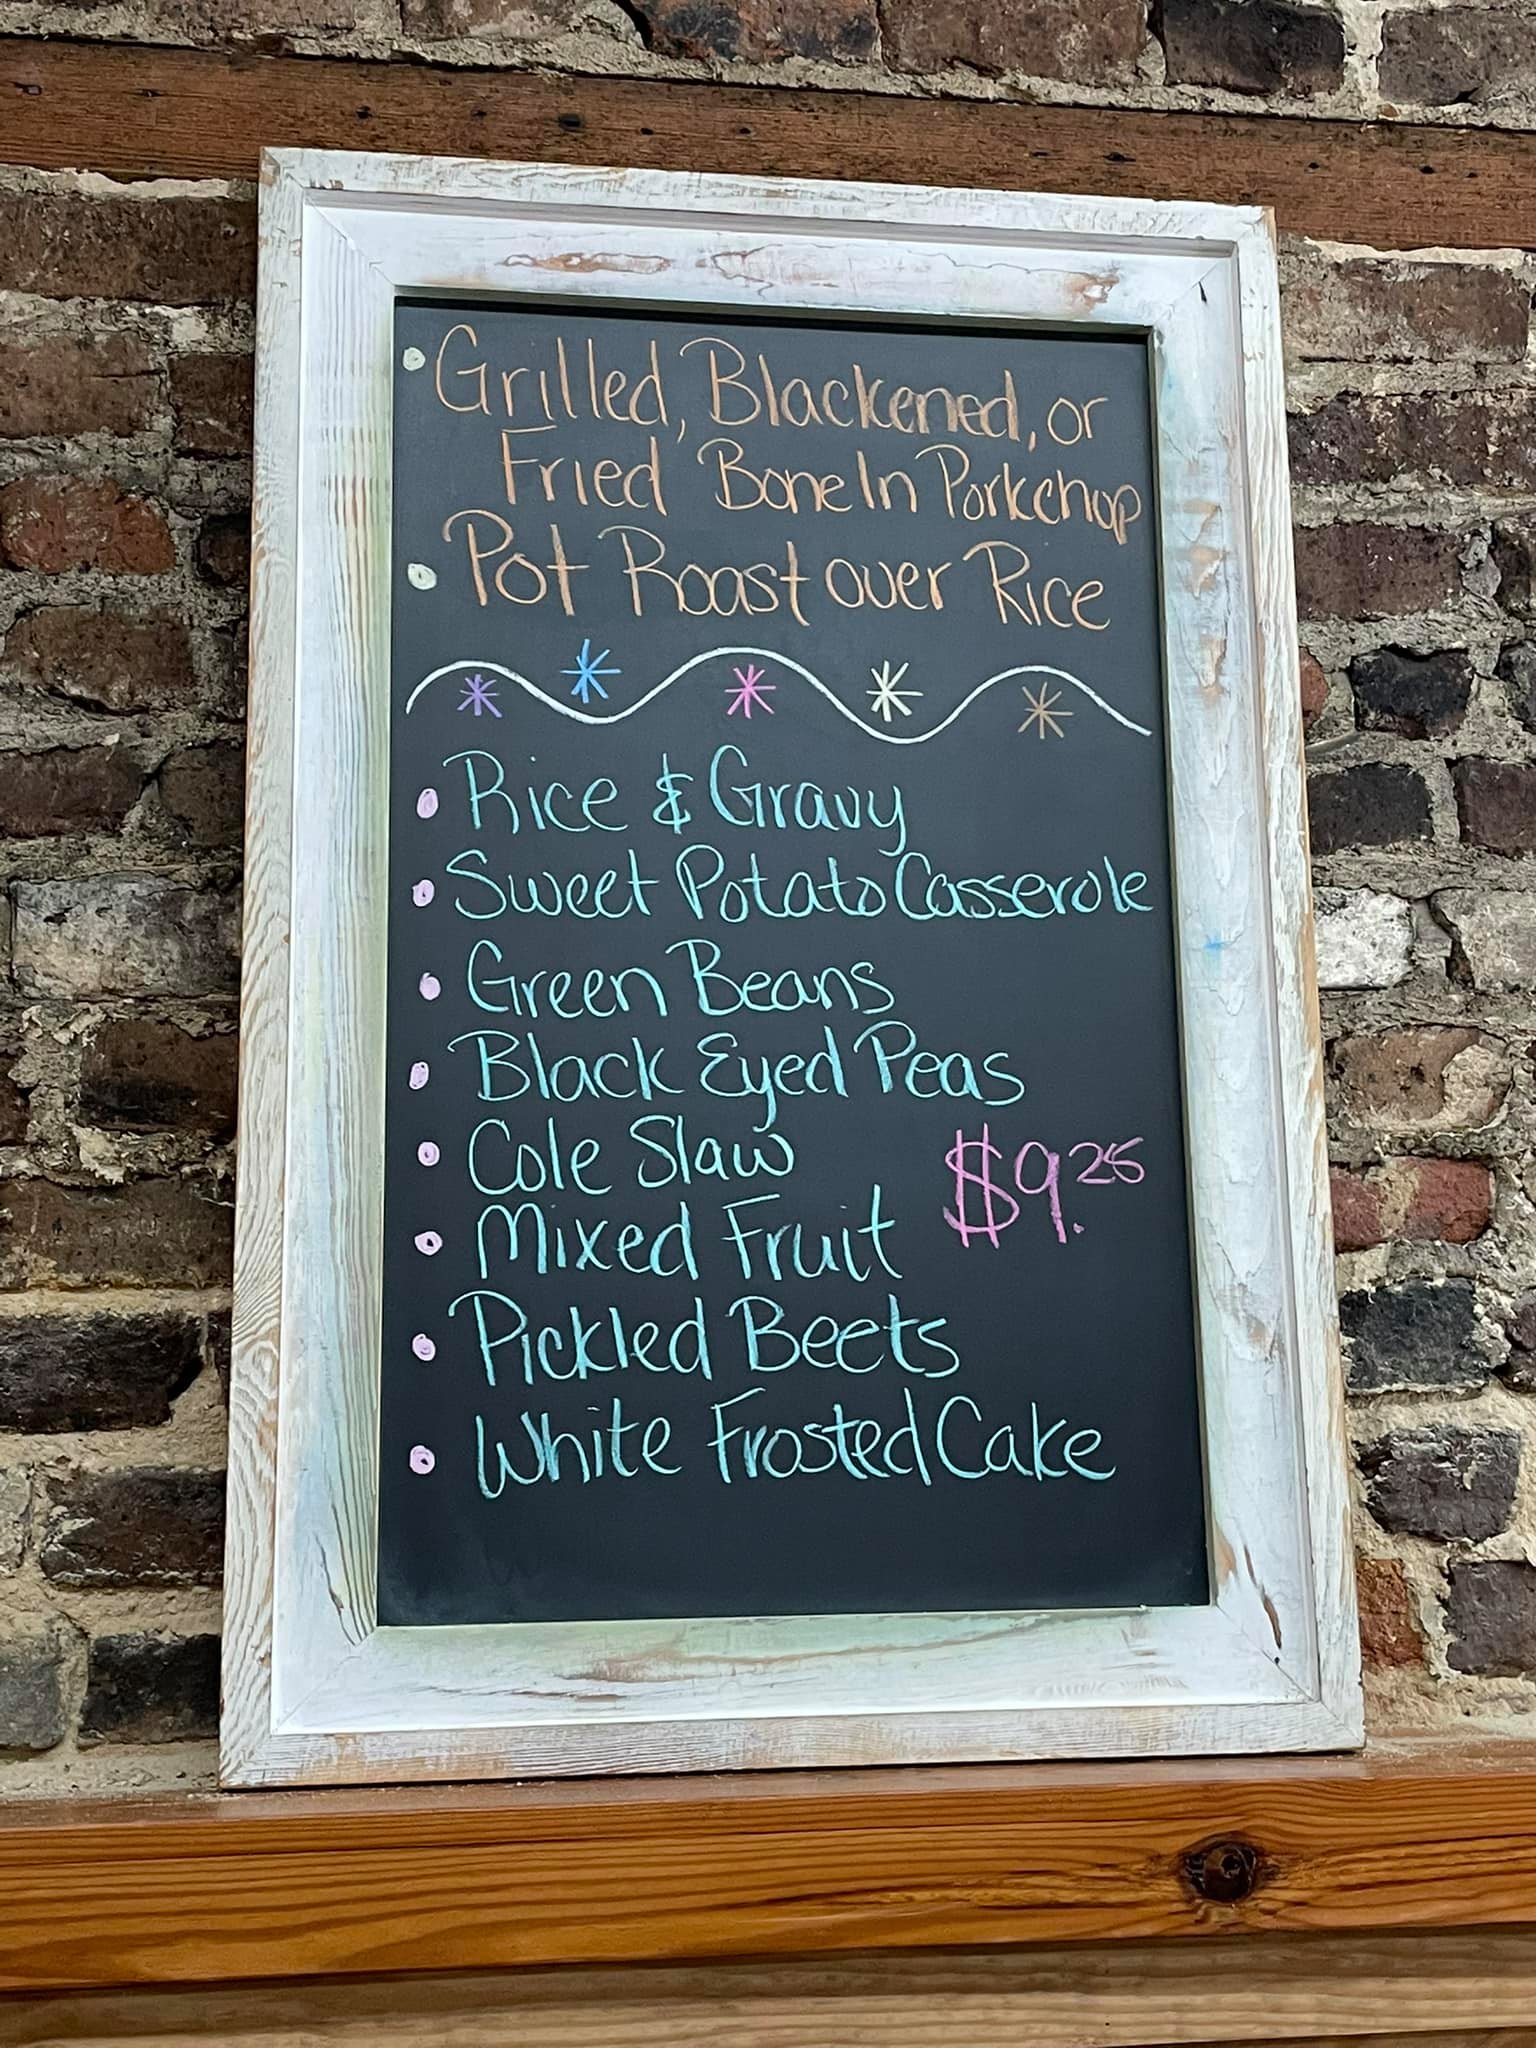 Grilled, Blackened, or
Fried Bone In Porkchop
Pot Roast over Rice
Rice & Gravy
Sweet Potato Casserole
Green Beans
Black Eyed Peas
Cole Slaw
$9.25
Mixed Fruit
Pickled Beets
White Frosted Cake